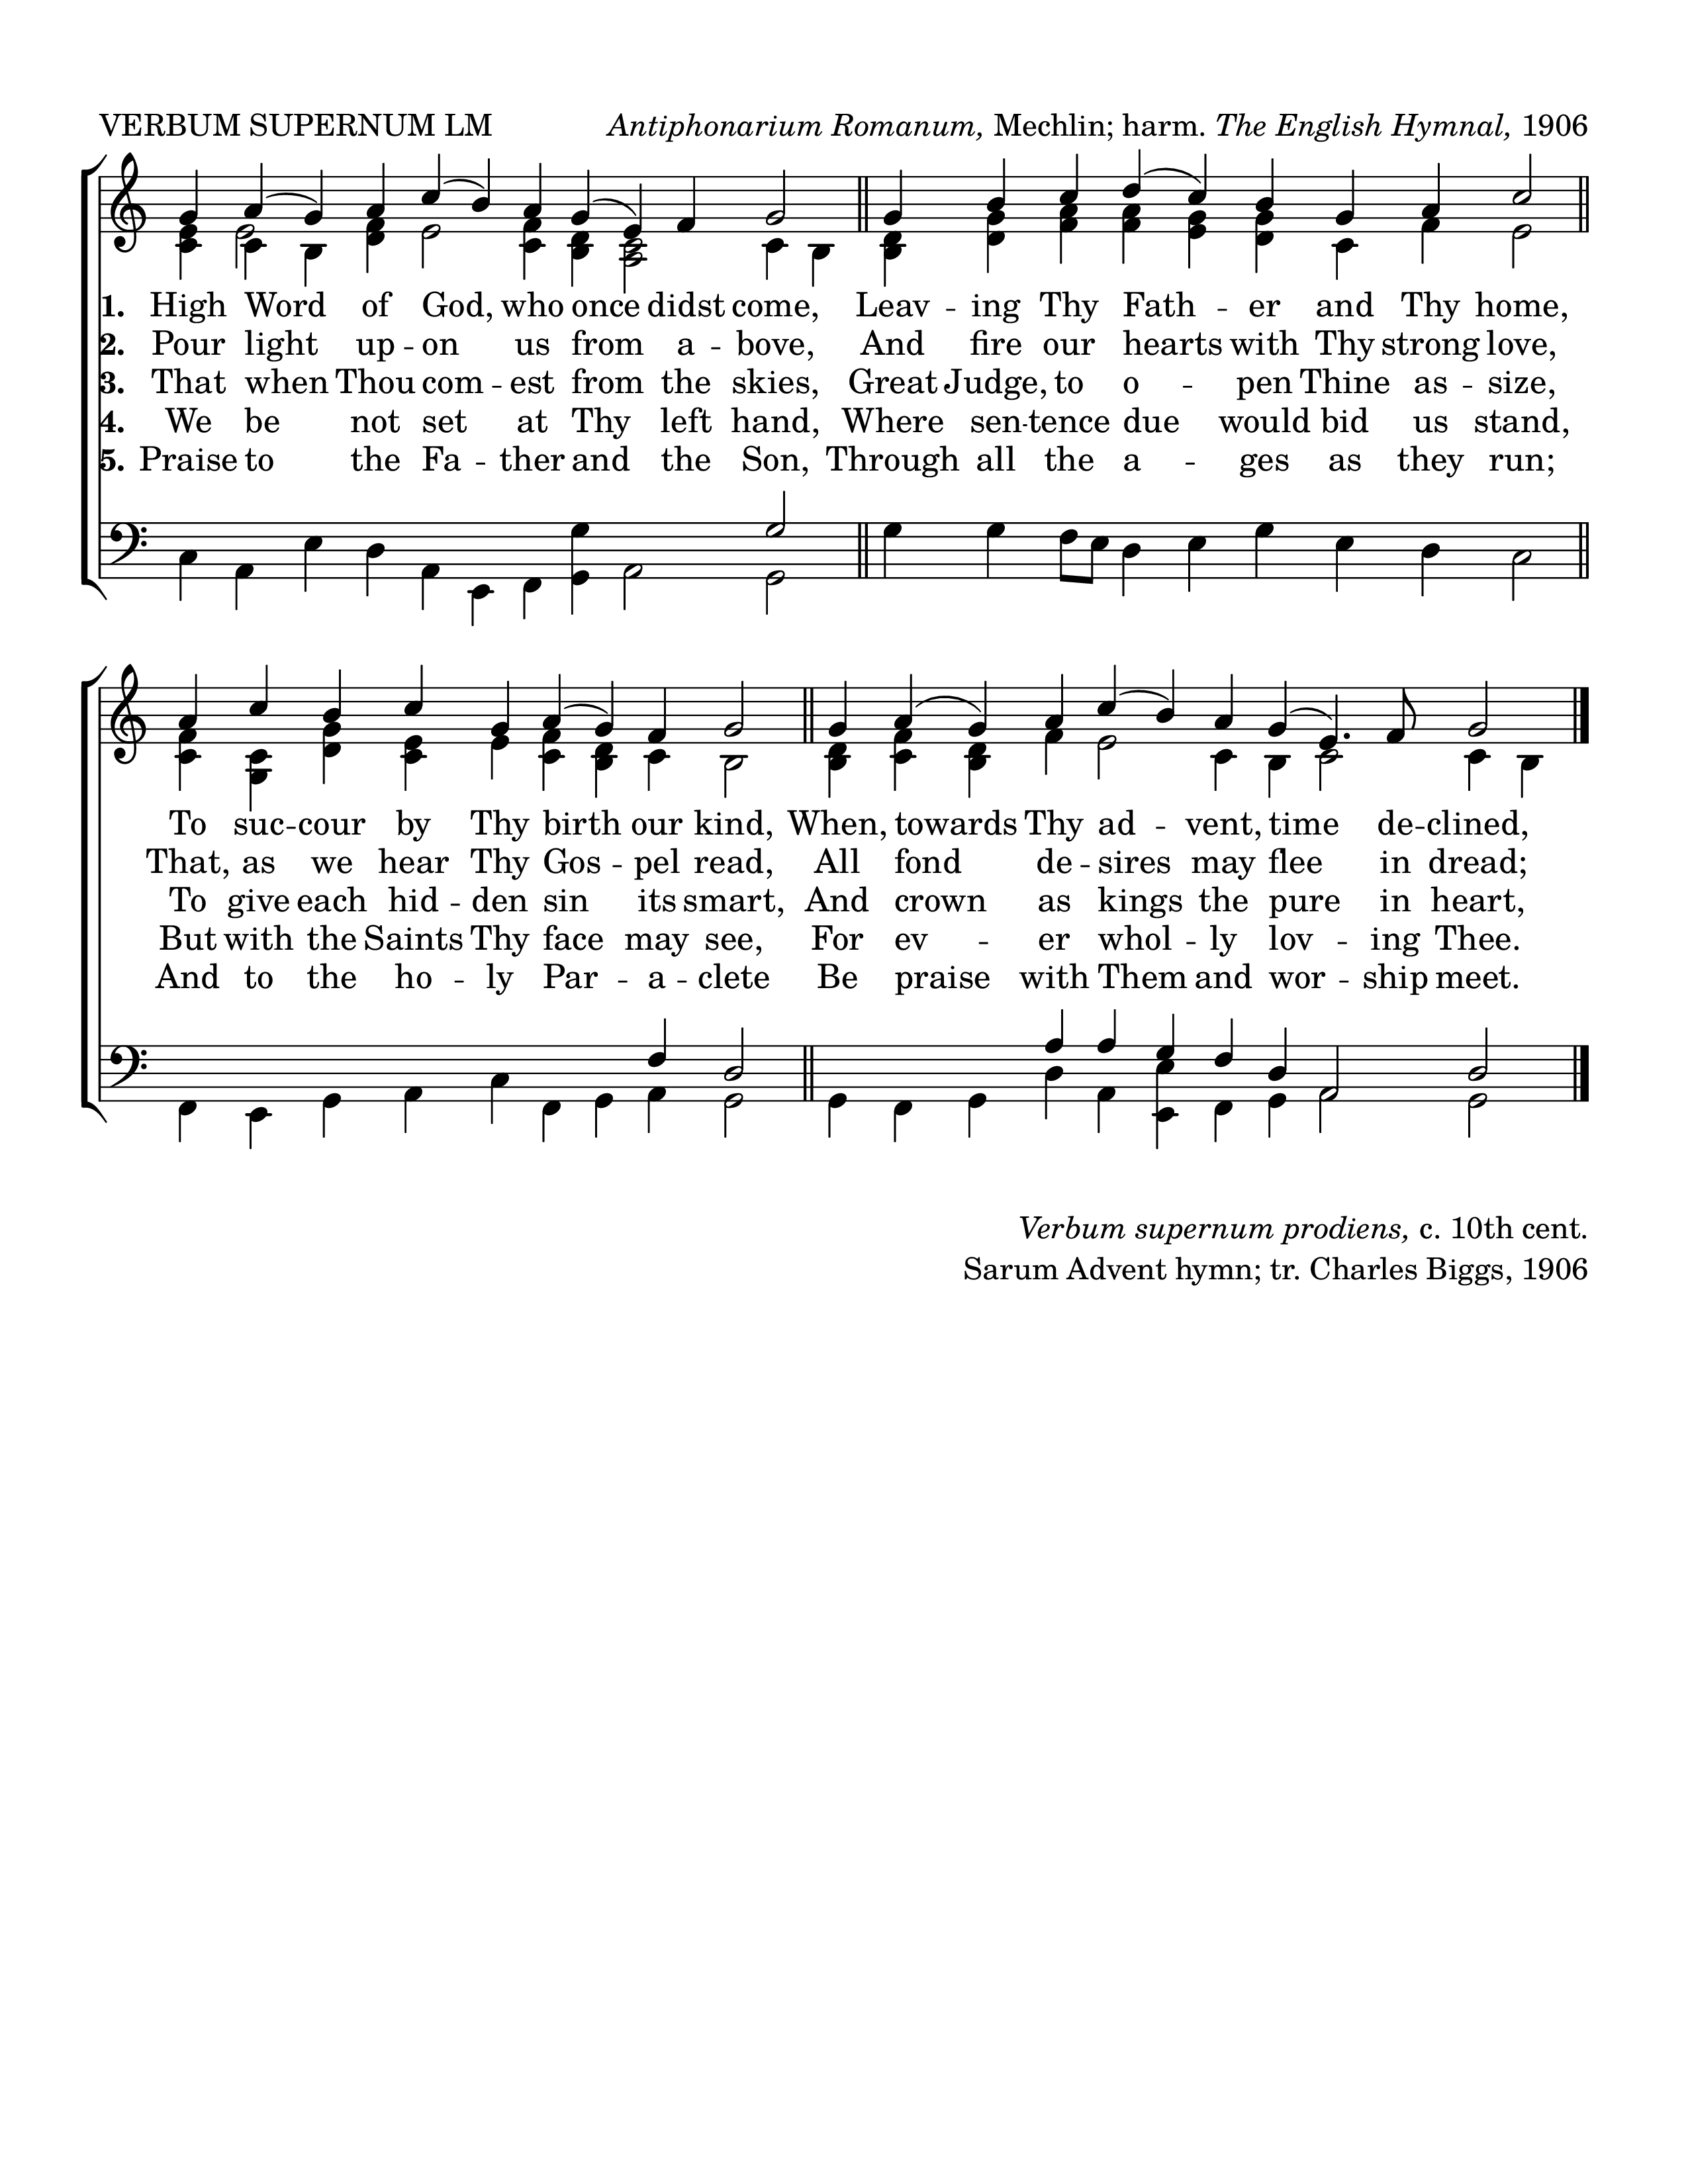 VERBUM SUPERNUM LM Antiphonarium Romanum, Mechlin; harm. The English Hymnal, 1906
1. High Word of God, who once didst come, Leav -- ing Thy Fath -- er and Thy home,
2. Pour light up -- on us from a -- bove, And fire our hearts with Thy strong love,
3. That when Thou com -- est from the skies, Great Judge, to o -- pen Thine as -- size,
4. We be not set at Thy left hand, Where sen -- tence due would bid us stand,
5. Praise to the Fa -- ther and the Son, Through all the a -- ges as they run;
To suc -- cour by Thy birth our kind, When, towards Thy ad -- vent, time de -- clined,
That, as we hear Thy Gos -- pel read, All fond de -- sires may flee in dread;
To give each hid -- den sin its smart, And crown as kings the pure in heart,
But with the Saints Thy face may see, For ev -- er whol -- ly lov -- ing Thee.
And to the ho -- ly Par -- a -- clete Be praise with Them and wor -- ship meet.
Verbum supernum prodiens, c. 10th cent.
Sarum Advent hymn; tr. Charles Biggs, 1906